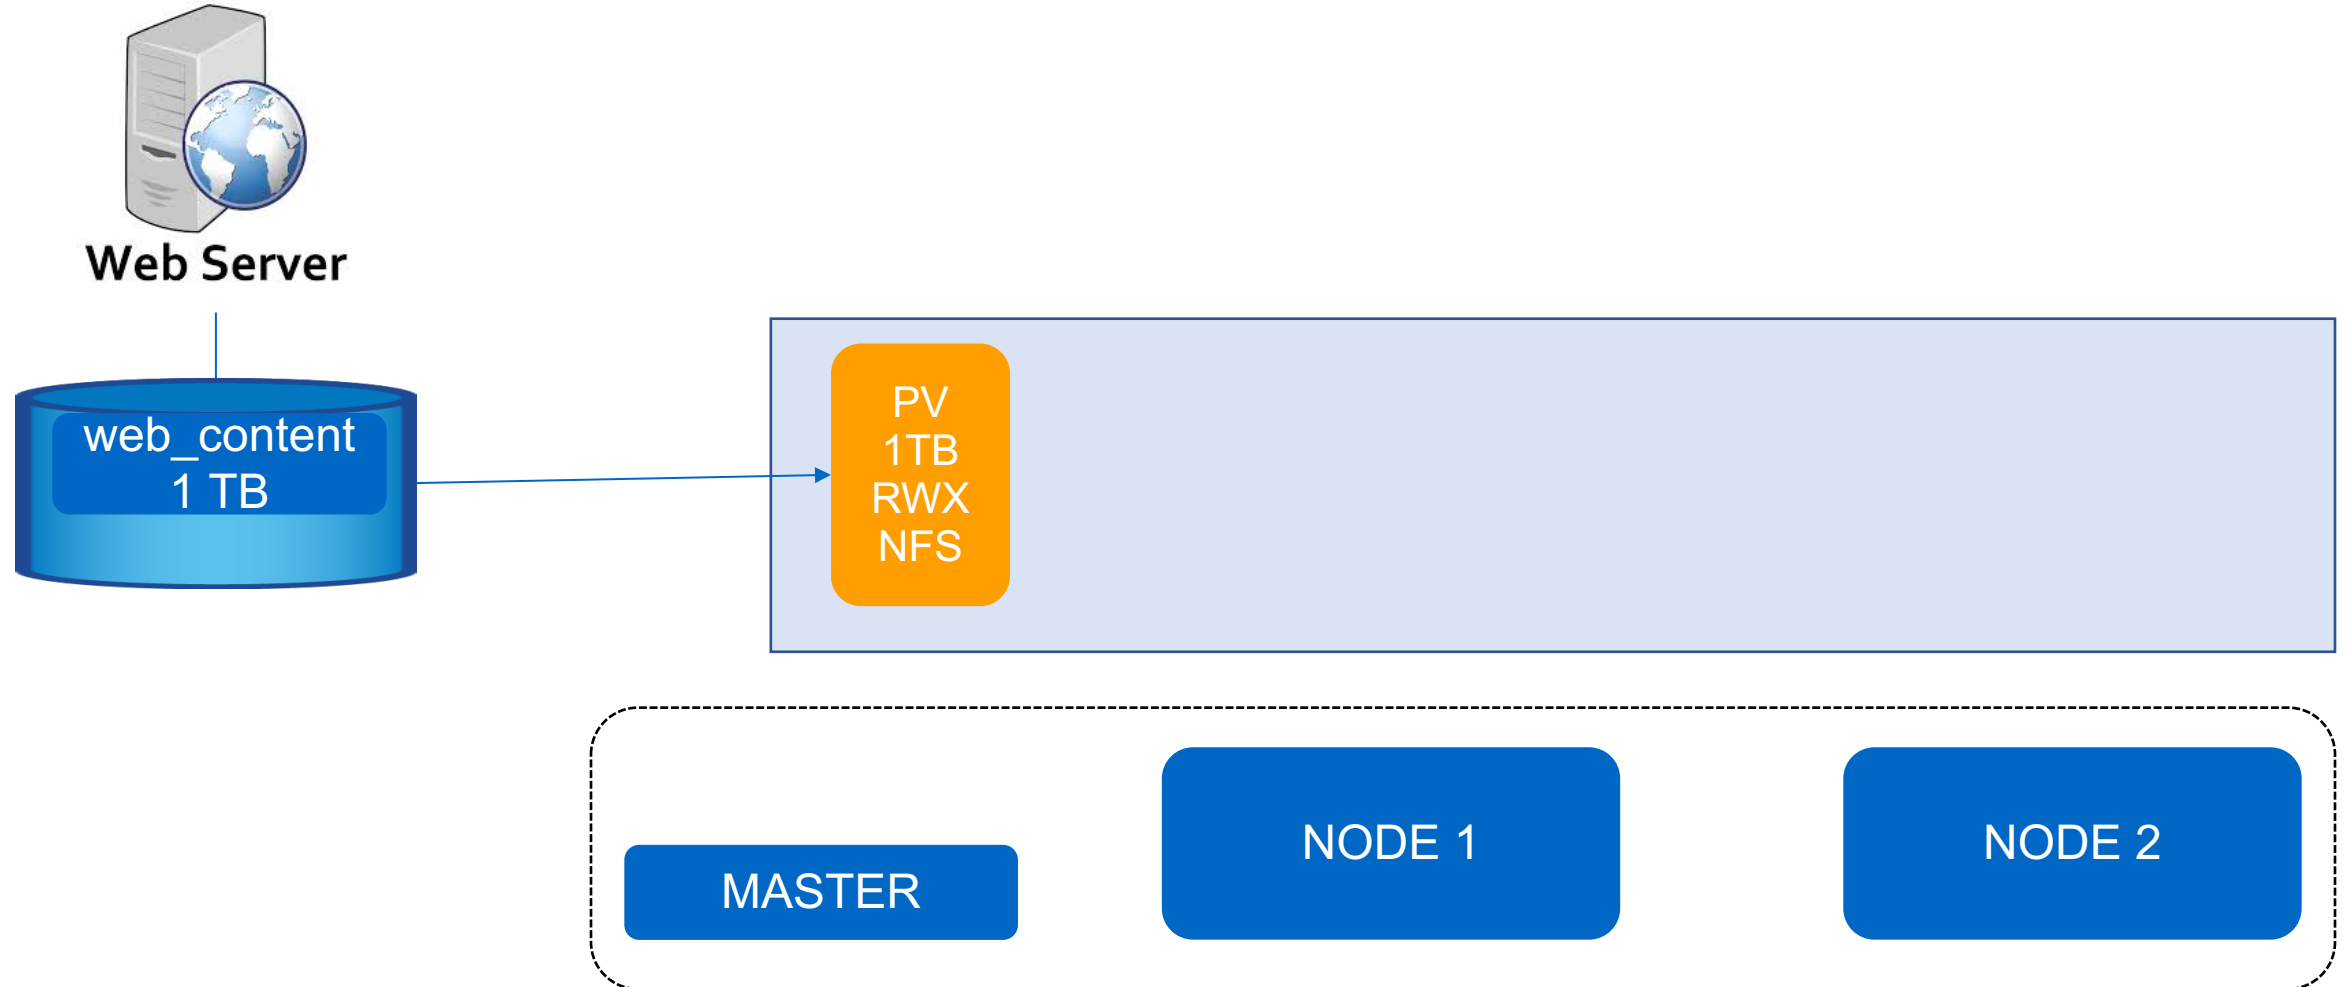 Web Server
web_content
1 TB
PV
1TB
RWX
NFS
NODE 1
NODE 2
MASTER